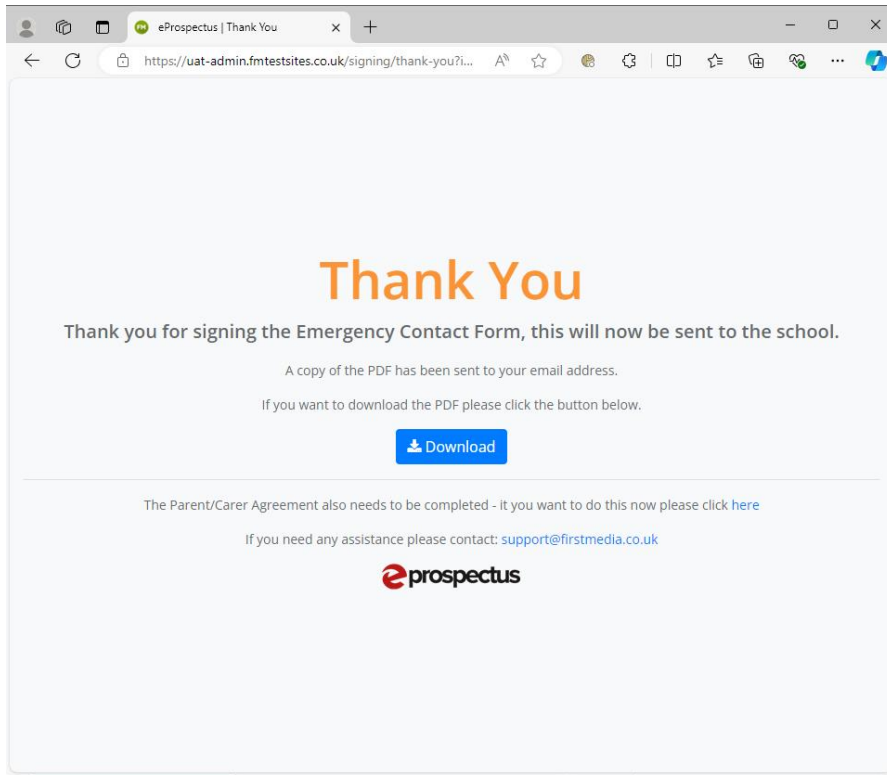 eProspectus | Thank You
https://uat-admin.fmtestsites.co.uk/signing/thank-you?i...
Thank You
Thank you for signing the Emergency Contact Form, this will now be sent to the school.
A copy of the PDF has been sent to your email address.
If you want to download the PDF please click the button below.
Download
The Parent/Carer Agreement also needs to be completed - it you want to do this now please click here
If you need any assistance please contact: support@firstmedia.co.uk
eprospectus